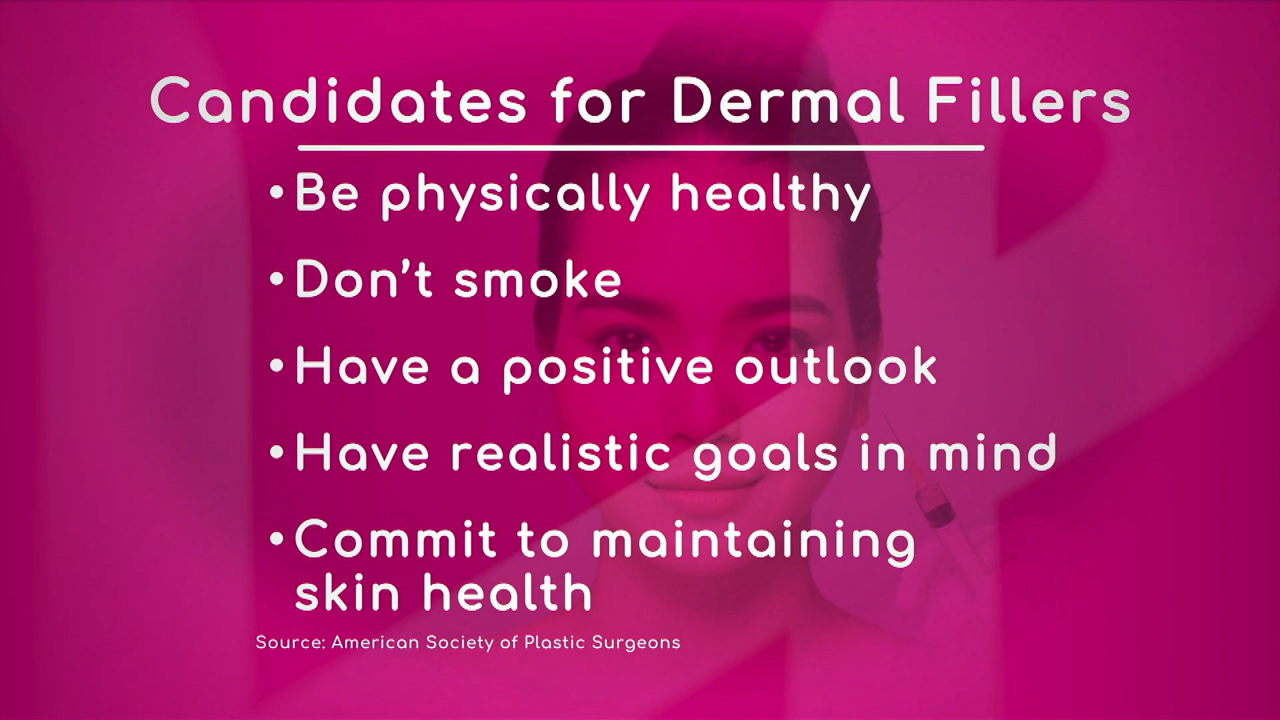 Candidates for Dermal Fillers
•Be physically healthy
•Don’t smoke
•Have a positive outlook
•Have realistic goals in mind
•Commit to maintaining
skin health
Source: American Society of Plastic Surgeons